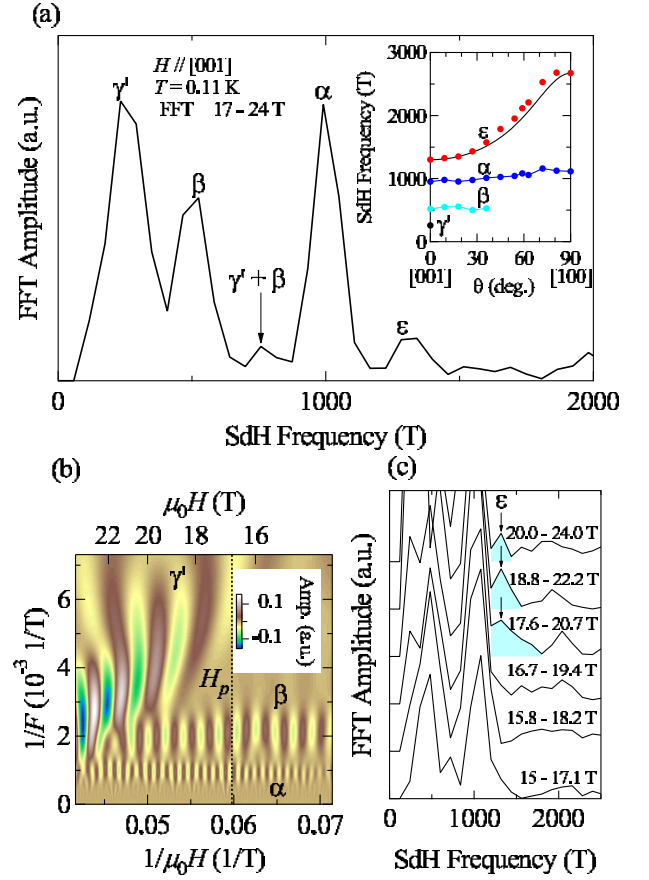 (a)
γ'
H // [001]
T = 0.11 K
FFT 17 - 24 T
α
β
γ' + β
ε
FFT Amplitude (a.u.)
0 1000 2000
SdH Frequency (T)
3000
2000
1000
0
SdH Frequency (T)
ε
α
β
γ'
0 30 60 90
[001] θ (deg.) [100]
(b)
μ0H (T)
22 20 18 16
γ'
Amp. (a.u.)
0.1
-0.1
Hp
β
α
6
4
2
0
1/F (10⁻³ 1/T)
0.05 0.06 0.07
1/μ0H (1/T)
(c)
ε
20.0 - 24.0 T
18.8 - 22.2 T
17.6 - 20.7 T
16.7 - 19.4 T
15.8 - 18.2 T
15 - 17.1 T
FFT Amplitude (a.u.)
0 1000 2000
SdH Frequency (T)